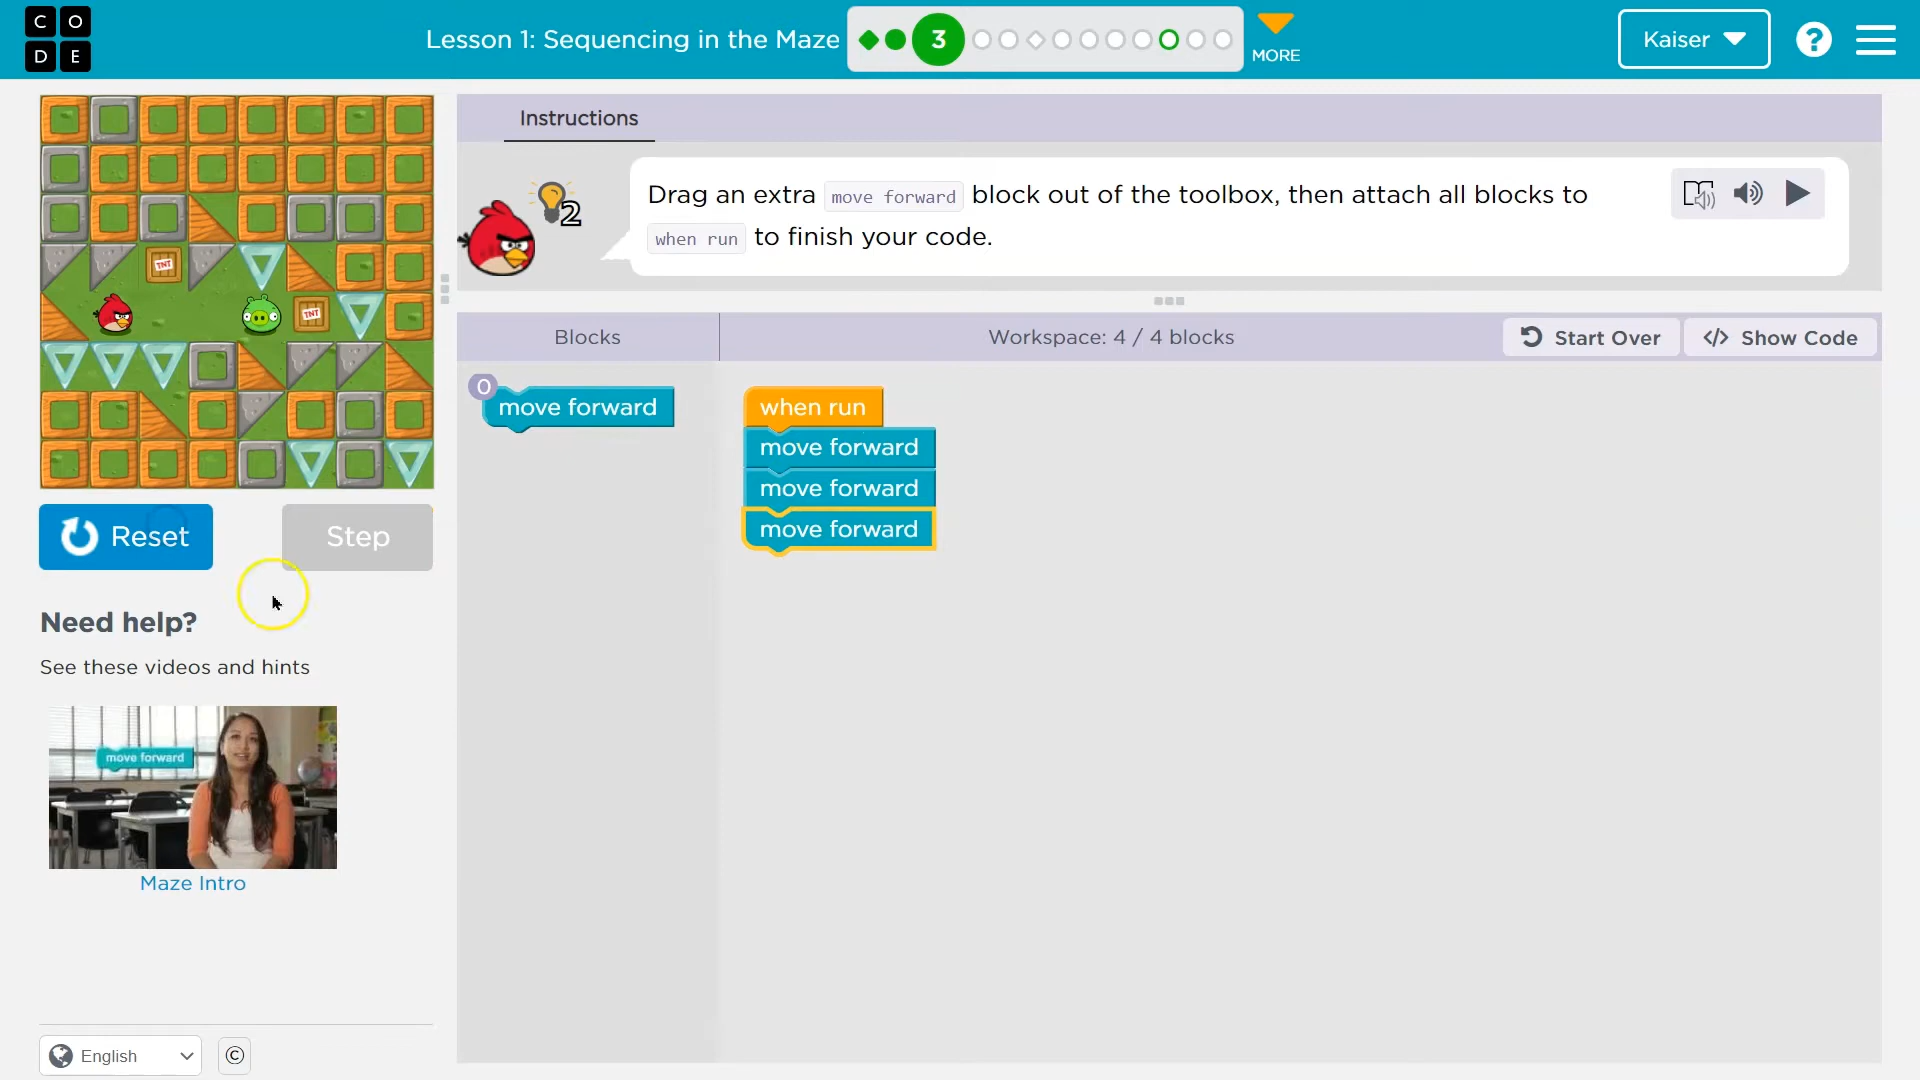 C O
D E
Lesson 1: Sequencing in the Maze
3
MORE
Kaiser
?
Instructions
2
Drag an extra move forward block out of the toolbox, then attach all blocks to
when run to finish your code.
TNT
TNT
Blocks
Workspace: 4 / 4 blocks
Start Over
</> Show Code
0
move forward
when run
move forward
move forward
move forward
Reset
Step
Need help?
See these videos and hints
move forward
Maze Intro
English
©